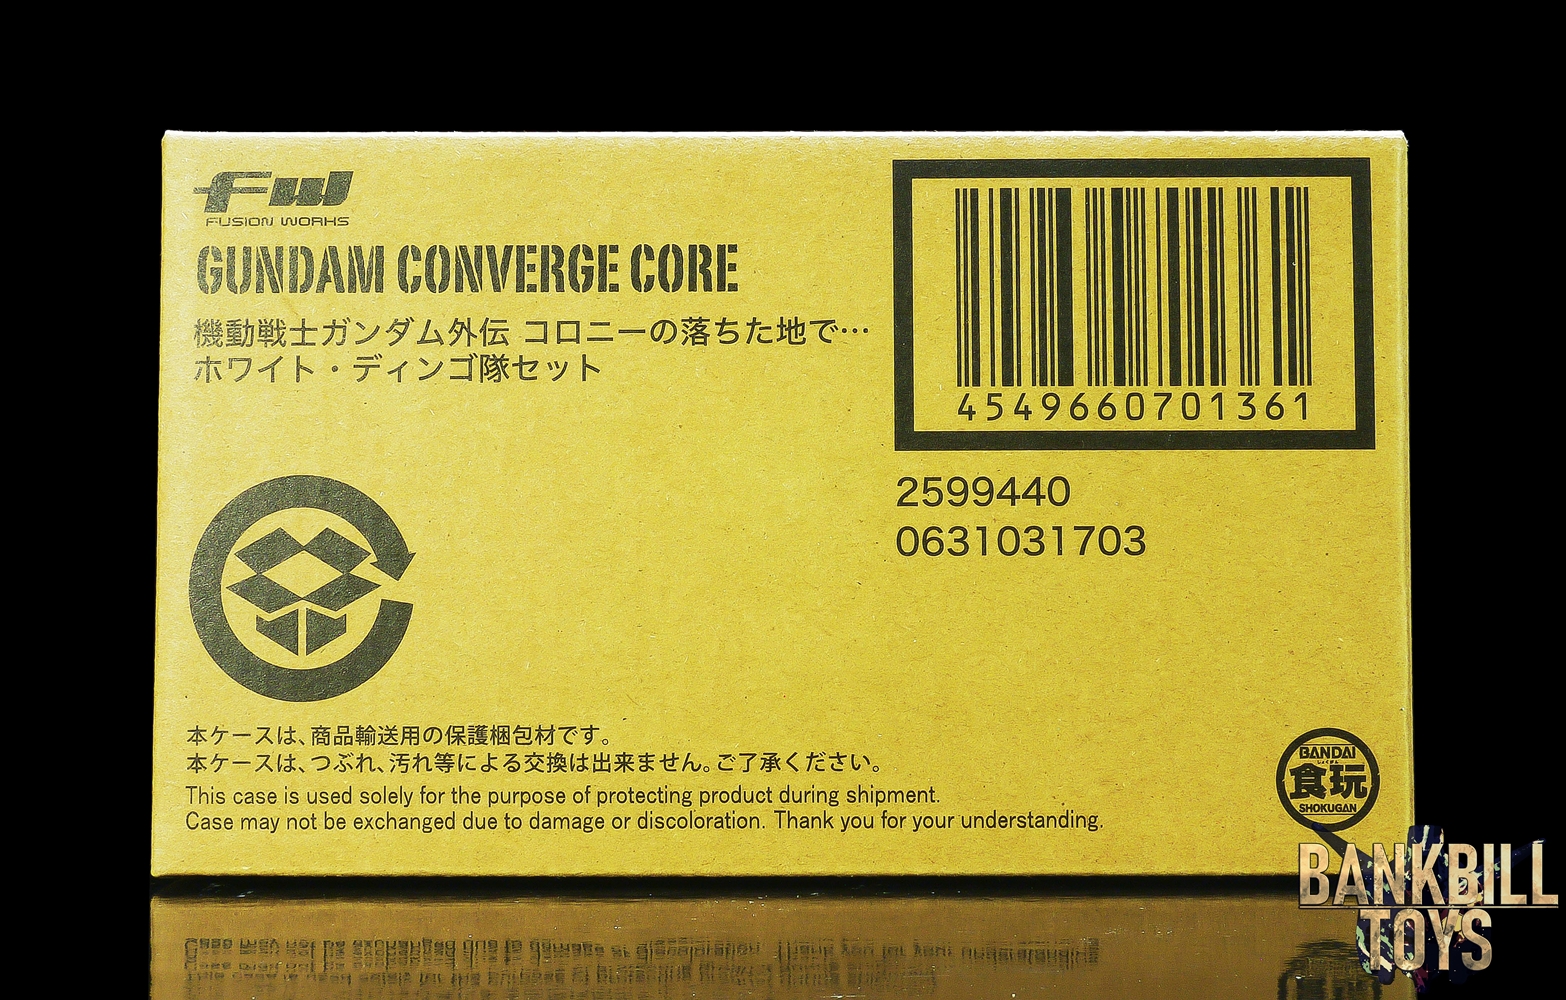 FW
FUSION WORKS
GUNDAM CONVERGE CORE
機動戦士ガンダム外伝 コロニーの落ちた地で…
ホワイト・ディンゴ隊セット
4549660701361
2599440
0631031703
本ケースは、商品輸送用の保護梱包材です。
本ケースは、つぶれ、汚れ等による交換は出来ません。ご了承ください。
This case is used solely for the purpose of protecting product during shipment.
Case may not be exchanged due to damage or discoloration. Thank you for your understanding.
BANDAI
しょくがん
食玩
SHOKUGAN
BANKBILL
TOYS